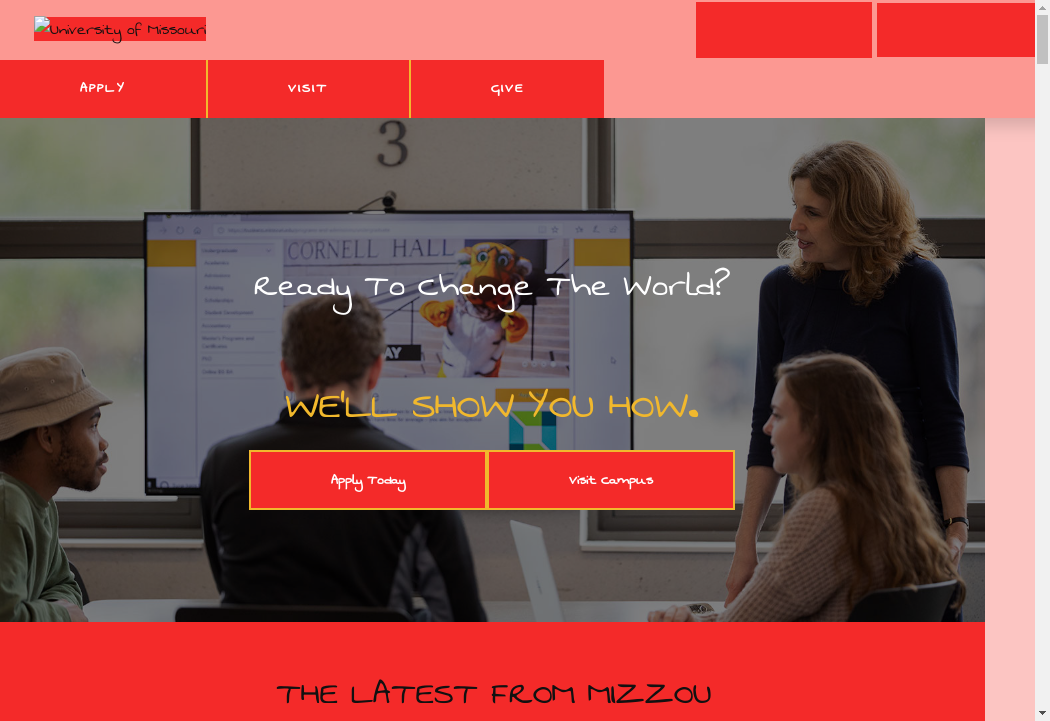 University of Missouri
APPLY
VISIT
GIVE
3
CORNELL HALL
Ready To Change The World?
WE'LL SHOW YOU HOW.
Apply Today
Visit Campus
THE LATEST FROM MIZZOU